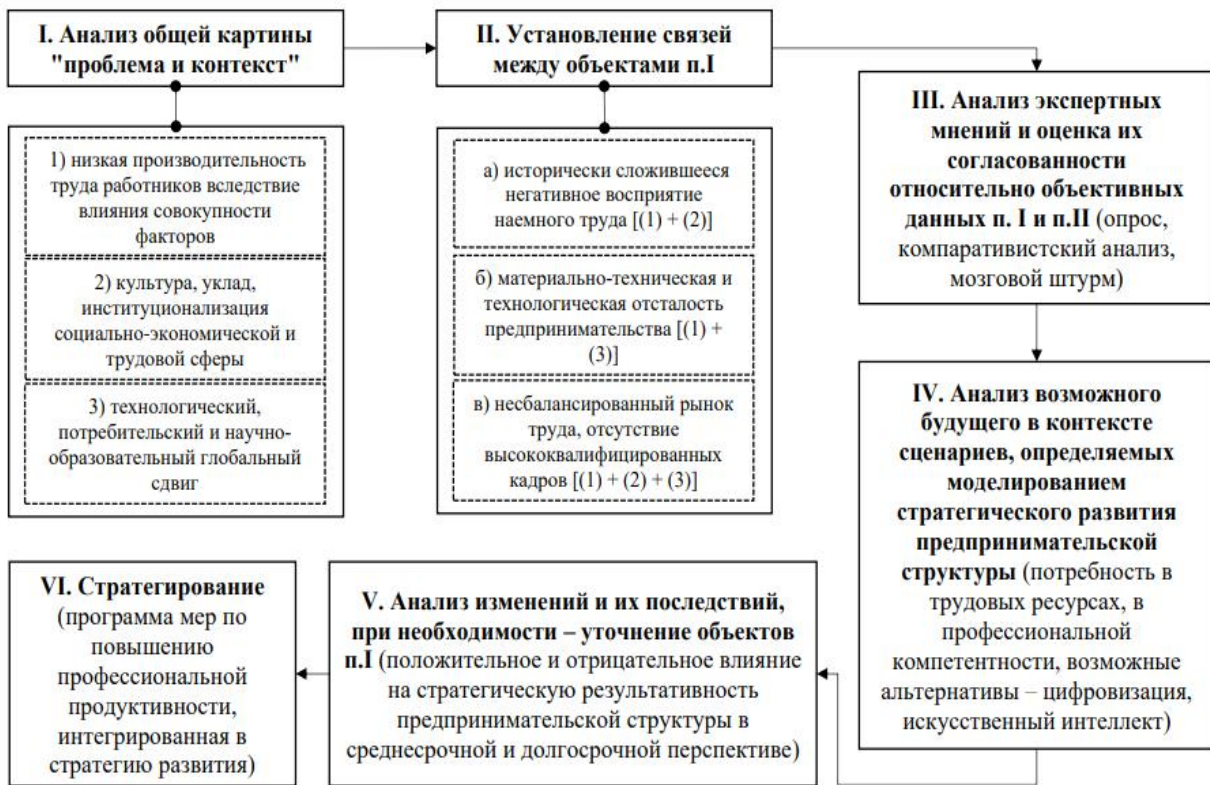 I. Анализ общей картины
"проблема и контекст"
II. Установление связей
между объектами п.I
1) низкая производительность
труда работников вследствие
влияния совокупности
факторов
2) культура, уклад,
институционализация
социально-экономической и
трудовой сферы
3) технологический,
потребительский и научно-
образовательный глобальный
сдвиг
а) исторически сложившееся
негативное восприятие
наемного труда [(1) + (2)]
б) материально-техническая и
технологическая отсталость
предпринимательства [(1) +
(3)]
в) несбалансированный рынок
труда, отсутствие
высококвалифицированных
кадров [(1) + (2) + (3)]
III. Анализ экспертных
мнений и оценка их
согласованности
относительно объективных
данных п. I и п.II (опрос,
компаративистский анализ,
мозговой штурм)
IV. Анализ возможного
будущего в контексте
сценариев, определяемых
моделированием
стратегического развития
предпринимательской
структуры (потребность в
трудовых ресурсах, в
профессиональной
компетентности, возможные
альтернативы – цифровизация,
искусственный интеллект)
V. Анализ изменений и их последствий,
при необходимости – уточнение объектов
п.I (положительное и отрицательное влияние
на стратегическую результативность
предпринимательской структуры в
среднесрочной и долгосрочной перспективе)
VI. Стратегирование
(программа мер по
повышению
профессиональной
продуктивности,
интегрированная в
стратегию развития)